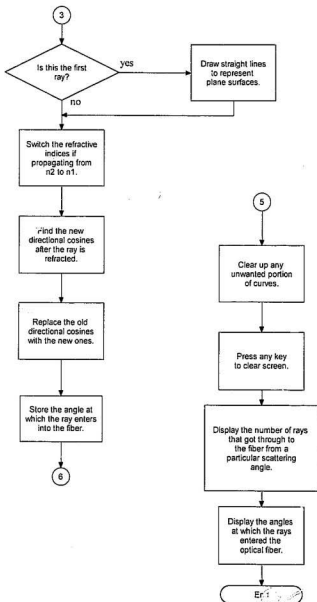 3
Is this the first
ray?
yes
Draw straight lines
to represent
plane surfaces.
no
Switch the refractive
indices if
propagating from
n2 to n1.
Find the new
directional cosines
after the ray is
refracted.
Replace the old
directional cosines
with the new ones.
Store the angle at
which the ray enters
into the fiber.
6
5
Clear up any
unwanted portion
of curves.
Press any key
to clear screen.
Display the number of rays
that got through to
the fiber from a
particular scattering
angle.
Display the angles
at which the rays
entered the
optical fiber.